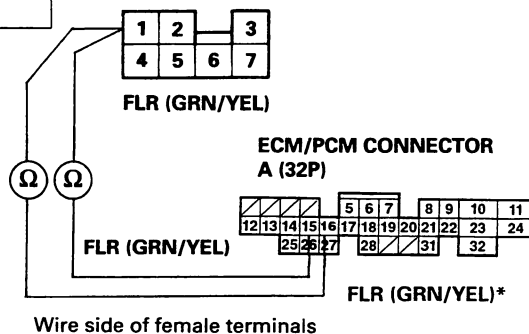 1 2 3
4 5 6 7
FLR (GRN/YEL)
ECM/PCM CONNECTOR
A (32P)
Ω Ω
5 6 7 8 9 10 11
12 13 14 15 16 17 18 19 20 21 22 23 24
25 26 27 28 31 32
FLR (GRN/YEL)
FLR (GRN/YEL)*
Wire side of female terminals